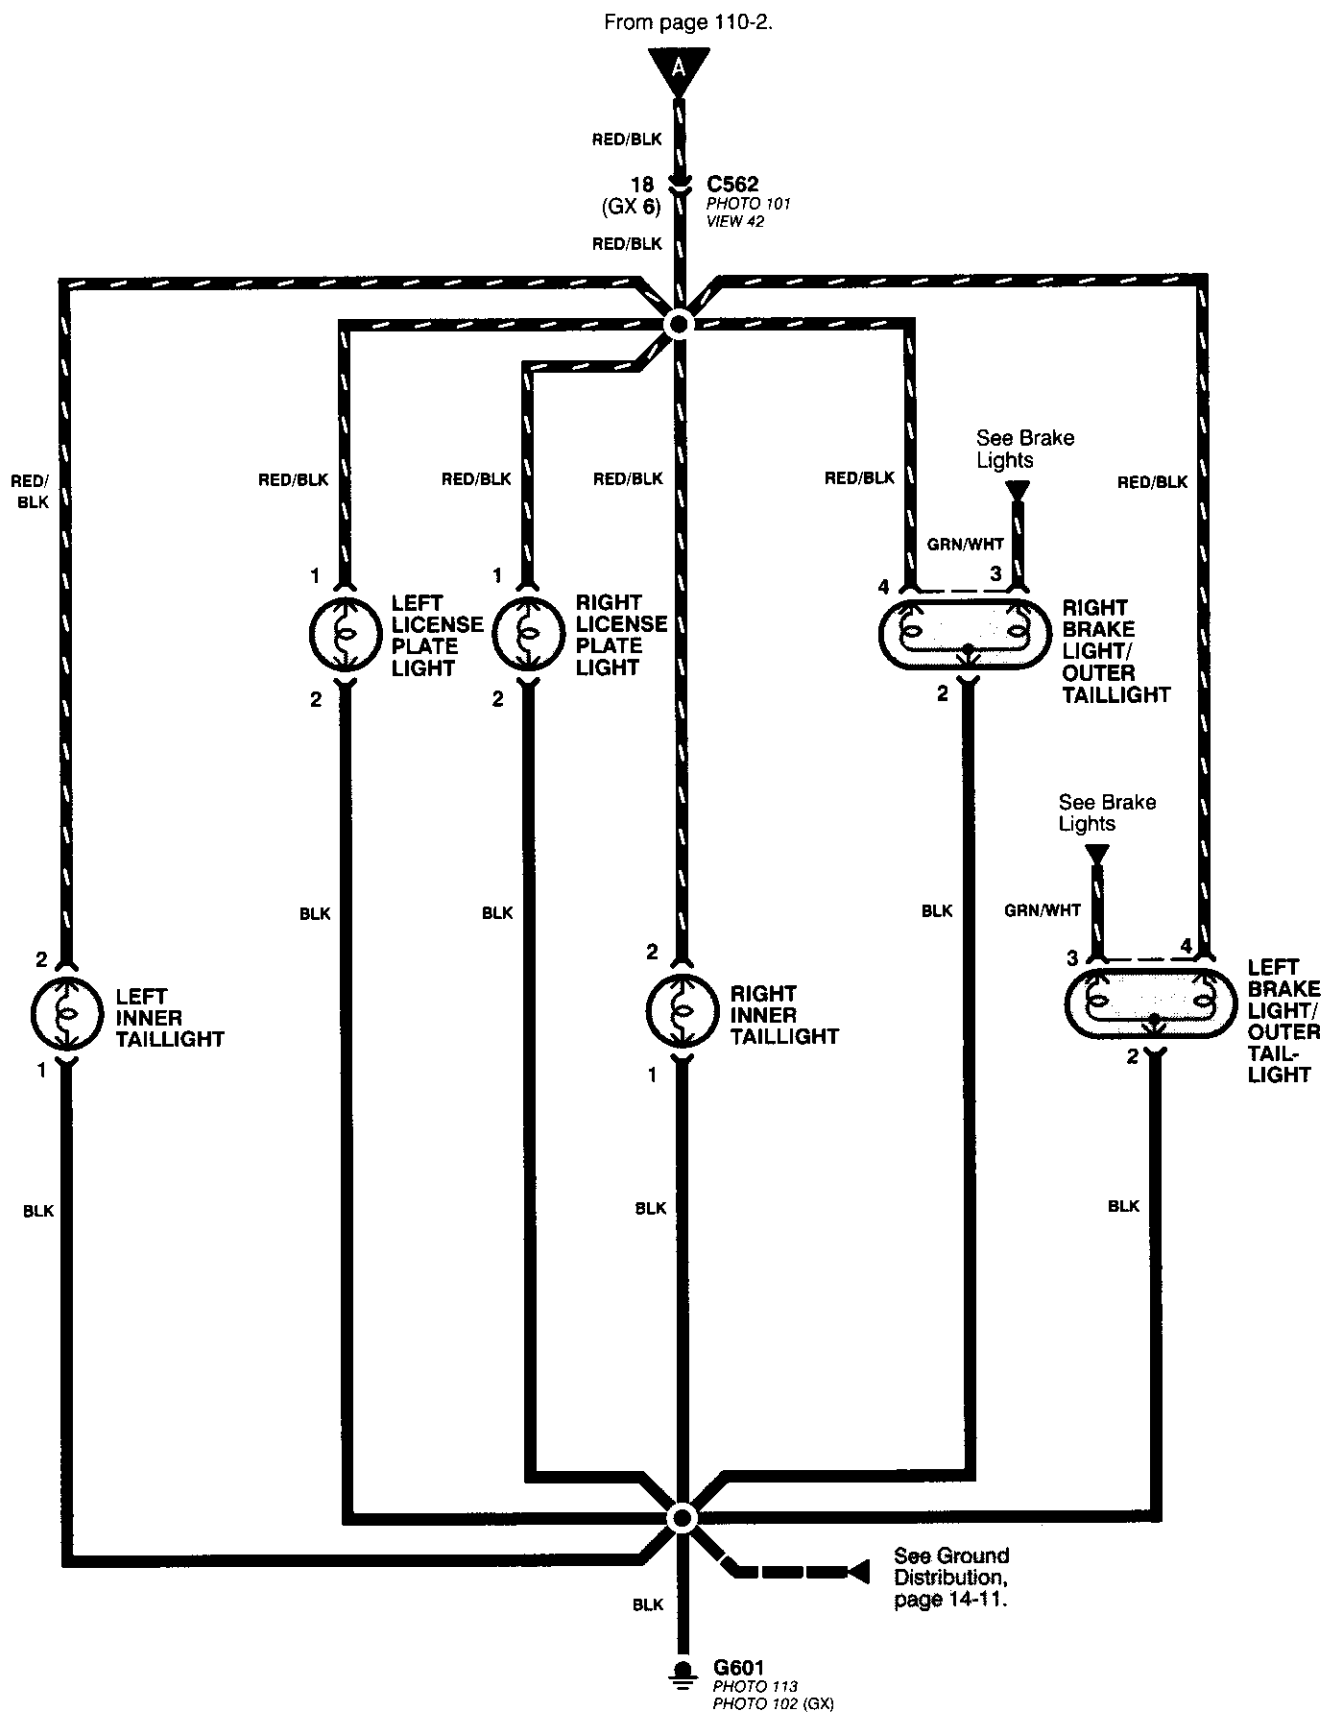 From page 110-2.
A
RED/BLK
18
(GX 6)
C562
PHOTO 101
VIEW 42
RED/BLK
RED/
BLK
RED/BLK
RED/BLK
RED/BLK
RED/BLK
See Brake
Lights
RED/BLK
GRN/WHT
1
1
4
3
LEFT
LICENSE
PLATE
LIGHT
RIGHT
LICENSE
PLATE
LIGHT
RIGHT
BRAKE
LIGHT/
OUTER
TAILLIGHT
2
2
2
See Brake
Lights
BLK
BLK
BLK
GRN/WHT
2
2
3
4
LEFT
INNER
TAILLIGHT
RIGHT
INNER
TAILLIGHT
LEFT
BRAKE
LIGHT/
OUTER
TAIL-
LIGHT
1
1
2
BLK
BLK
BLK
See Ground
Distribution,
page 14-11.
BLK
G601
PHOTO 113
PHOTO 102 (GX)